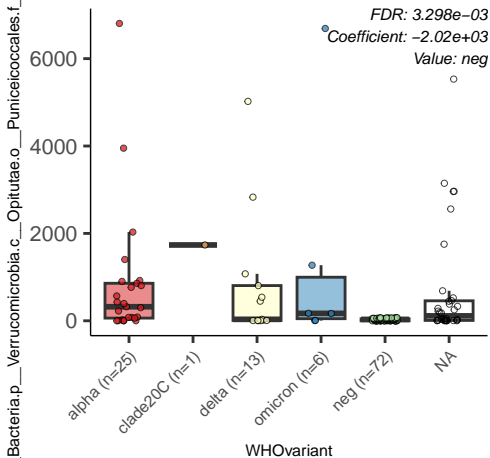 _Bacteria.p__Verrucomicrobia.c__Opitutae.o__Puniceicoccales.f_
FDR: 3.298e−03
Coefficient: −2.02e+03
Value: neg
6000
4000
2000
0
alpha (n=25)
clade20C (n=1)
delta (n=13)
omicron (n=6)
neg (n=72)
NA
WHOvariant